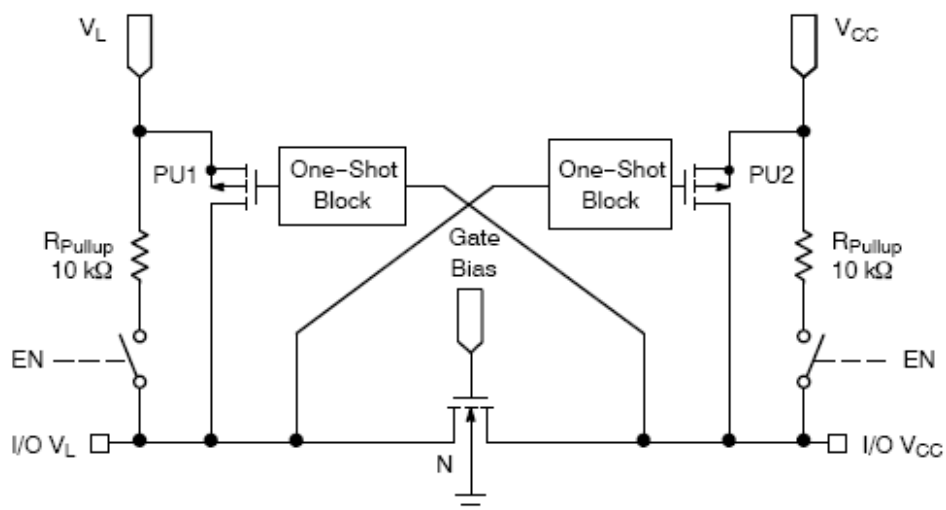 V_L
V_CC
PU1
One-Shot
Block
One-Shot
Block
PU2
R_Pullup
10 kΩ
Gate
Bias
R_Pullup
10 kΩ
EN
EN
I/O V_L
N
I/O V_CC